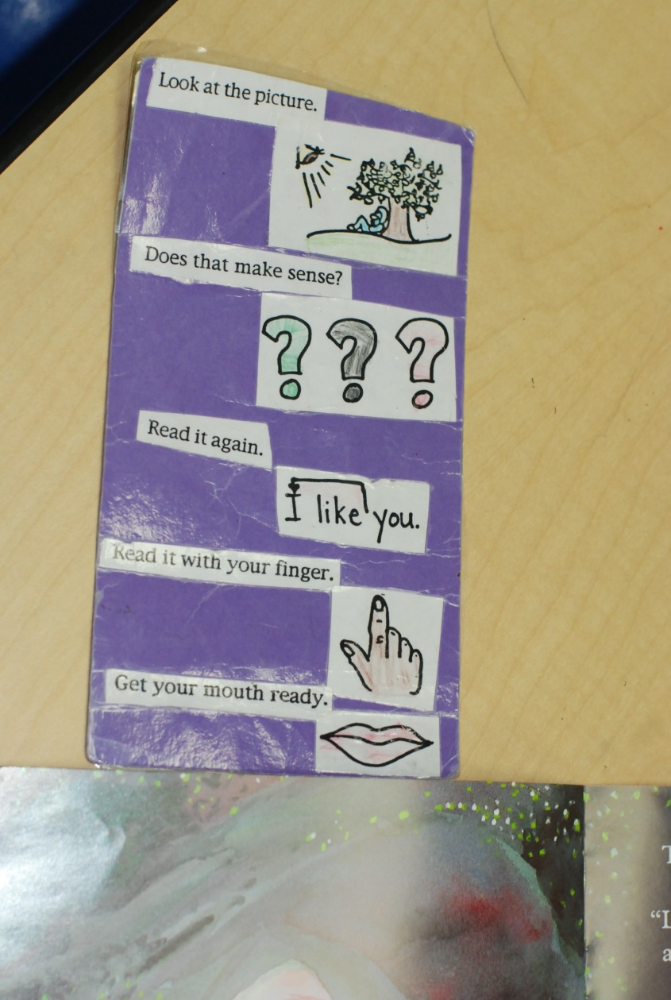 Look at the picture.
Does that make sense?
Read it again.
I like you.
Read it with your finger.
Get your mouth ready.